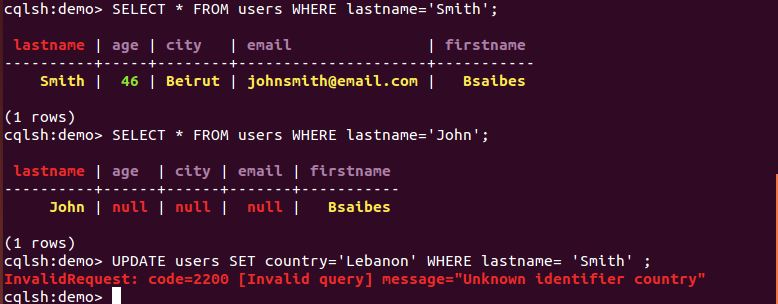 cqlsh:demo> SELECT * FROM users WHERE lastname='Smith';
 lastname | age | city   | email               | firstname
----------+-----+--------+---------------------+-----------
    Smith |  46 | Beirut | johnsmith@email.com |   Bsaibes
(1 rows)
cqlsh:demo> SELECT * FROM users WHERE lastname='John';
 lastname | age  | city | email | firstname
----------+------+------+-------+-----------
     John | null | null |  null |   Bsaibes
(1 rows)
cqlsh:demo> UPDATE users SET country='Lebanon' WHERE lastname= 'Smith' ;
InvalidRequest: code=2200 [Invalid query] message="Unknown identifier country"
cqlsh:demo>